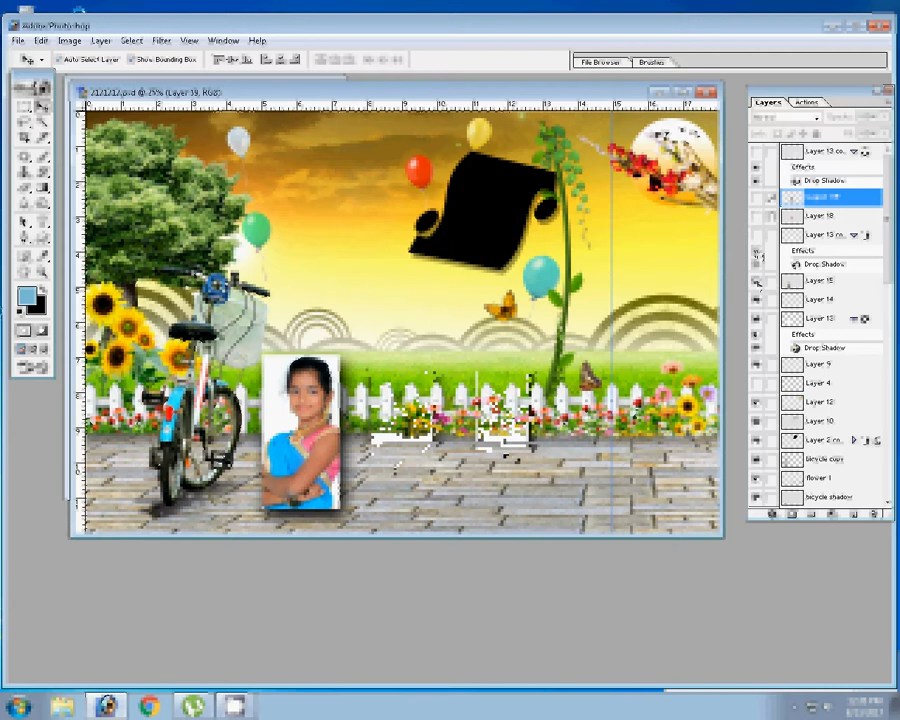 Adobe Photoshop
File Edit Image Layer Select Filter View Window Help
Auto Select Layer Show Bounding Box
File Browser Brushes
@ 25% (Layer 19, RGB)
Layers Actions
Layer 13 co...
Effects
Drop Shadow
Layer 18
Layer 13 co...
Effects
Drop Shadow
Layer 15
Layer 14
Layer 13
Effects
Drop Shadow
Layer 9
Layer 4
Layer 12
Layer 10
Layer 2 co...
bicycle copy
flower 1
bicycle shadow